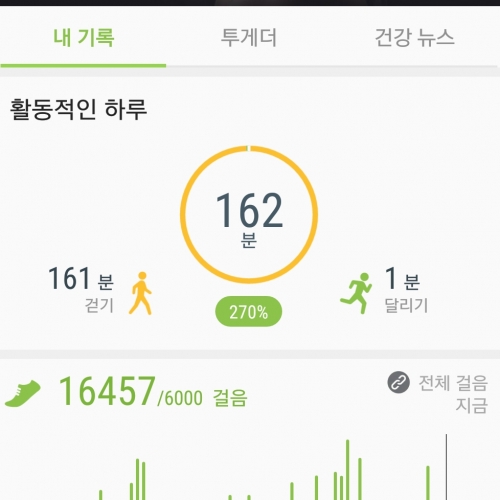 내 기록 투게더 건강 뉴스
활동적인 하루
162
분
161 분
걷기
1 분
달리기
270%
16457/6000 걸음
전체 걸음
지금